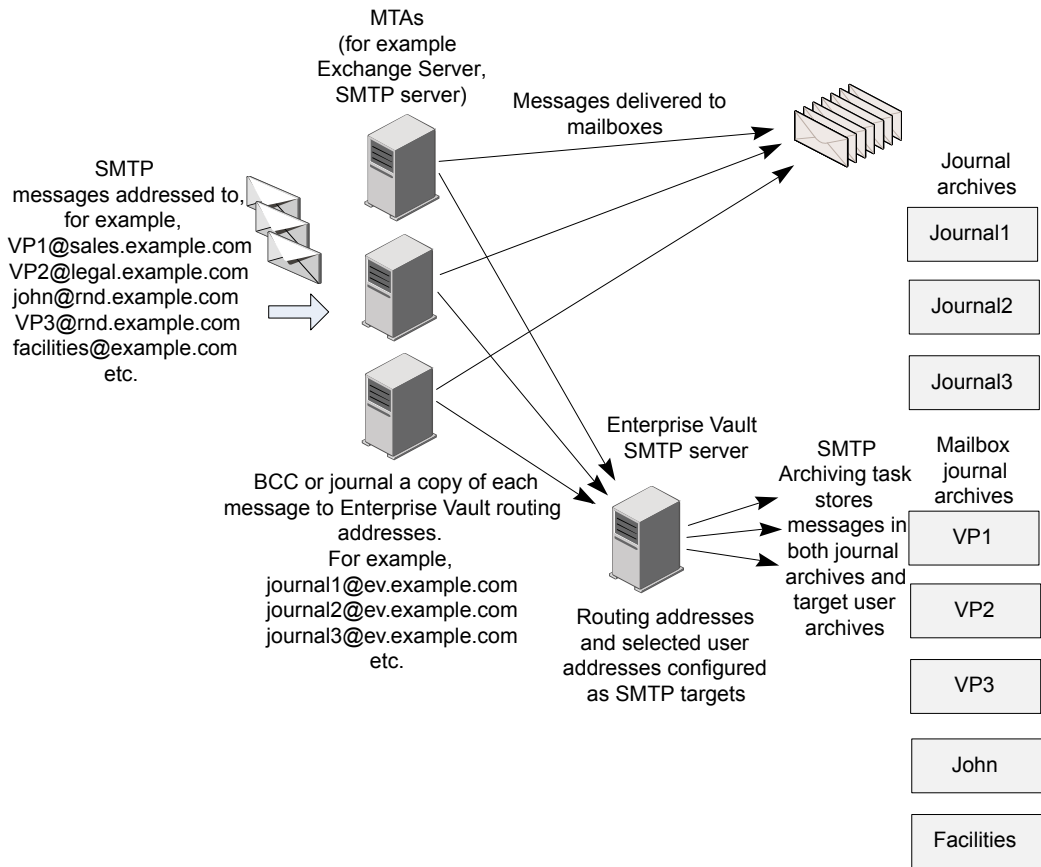 MTAs
(for example
Exchange Server,
SMTP server)
Messages delivered to
mailboxes
SMTP
messages addressed to,
for example,
VP1@sales.example.com
VP2@legal.example.com
john@rnd.example.com
VP3@rnd.example.com
facilities@example.com
etc.
BCC or journal a copy of each
message to Enterprise Vault routing
addresses.
For example,
journal1@ev.example.com
journal2@ev.example.com
journal3@ev.example.com
etc.
Enterprise Vault
SMTP server
Routing addresses
and selected user
addresses configured
as SMTP targets
SMTP
Archiving task
stores
messages in
both journal
archives and
target user
archives
Journal
archives
Journal1
Journal2
Journal3
Mailbox
journal
archives
VP1
VP2
VP3
John
Facilities